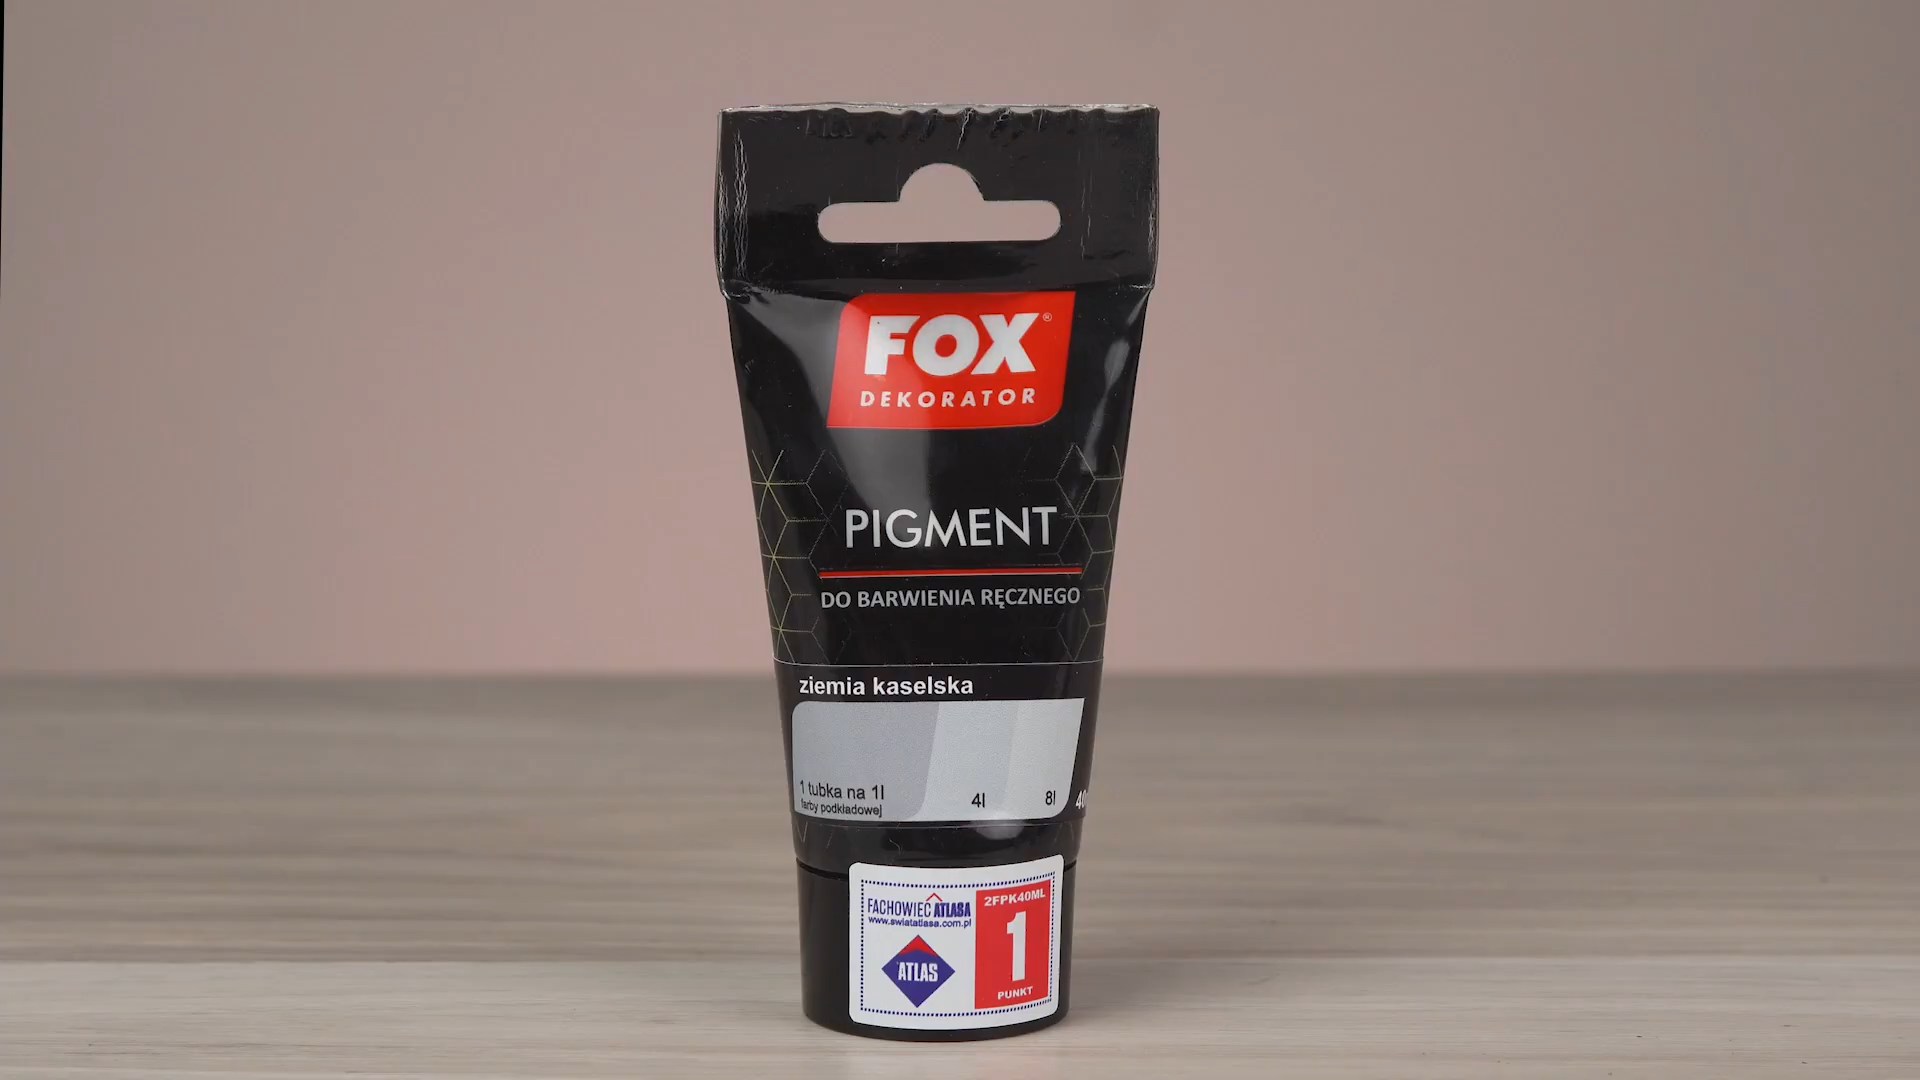 FOX®
DEKORATOR
PIGMENT
DO BARWIENIA RĘCZNEGO
ziemia kaselska
1 tubka na 1l
farby podkładowej
4l
8l
FACHOWIEC ATLASA
www.swiatatlasa.com.pl
ATLAS
2FPK40ML
1
PUNKT